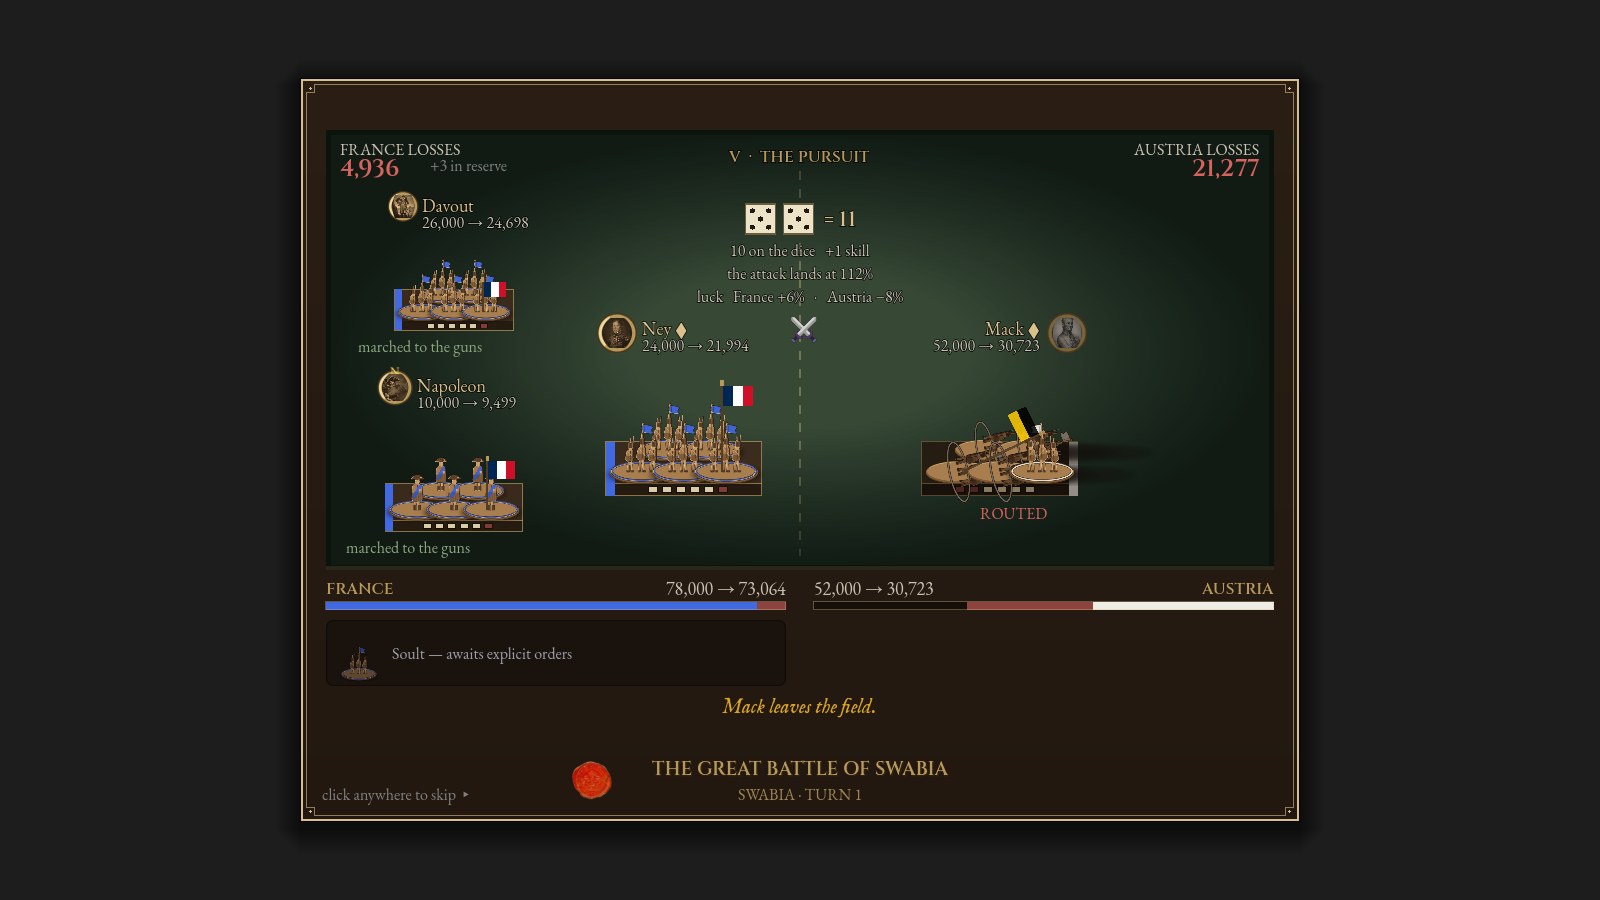 FRANCE LOSSES
4,936 +3 in reserve
V · THE PURSUIT
AUSTRIA LOSSES
21,277
Davout
26,000 → 24,698
marched to the guns
N
Napoleon
10,000 → 9,499
marched to the guns
= 11
10 on the dice +1 skill
the attack lands at 112%
luck France +6% · Austria −8%
Ney
24,000 → 21,994
Mack
52,000 → 30,723
ROUTED
FRANCE 78,000 → 73,064
52,000 → 30,723 AUSTRIA
Soult — awaits explicit orders
Mack leaves the field.
THE GREAT BATTLE OF SWABIA
SWABIA · TURN 1
click anywhere to skip ▸